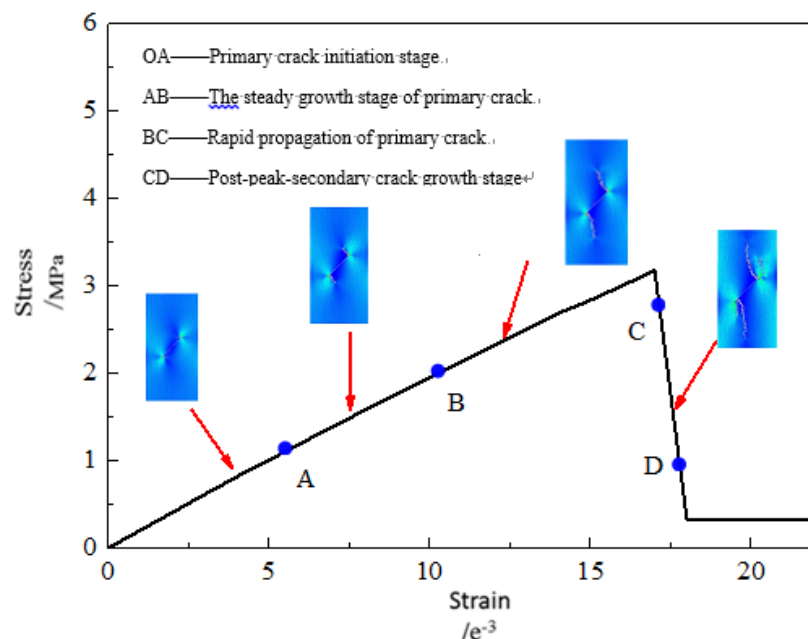 6
OA——Primary crack initiation stage.
AB——The steady growth stage of primary crack.
5
BC——Rapid propagation of primary crack.
CD——Post-peak-secondary crack growth stage↵
4
Stress
/MPa
3
C
2
B
1
A
D
0
0
5
10
15
20
Strain
/e⁻³